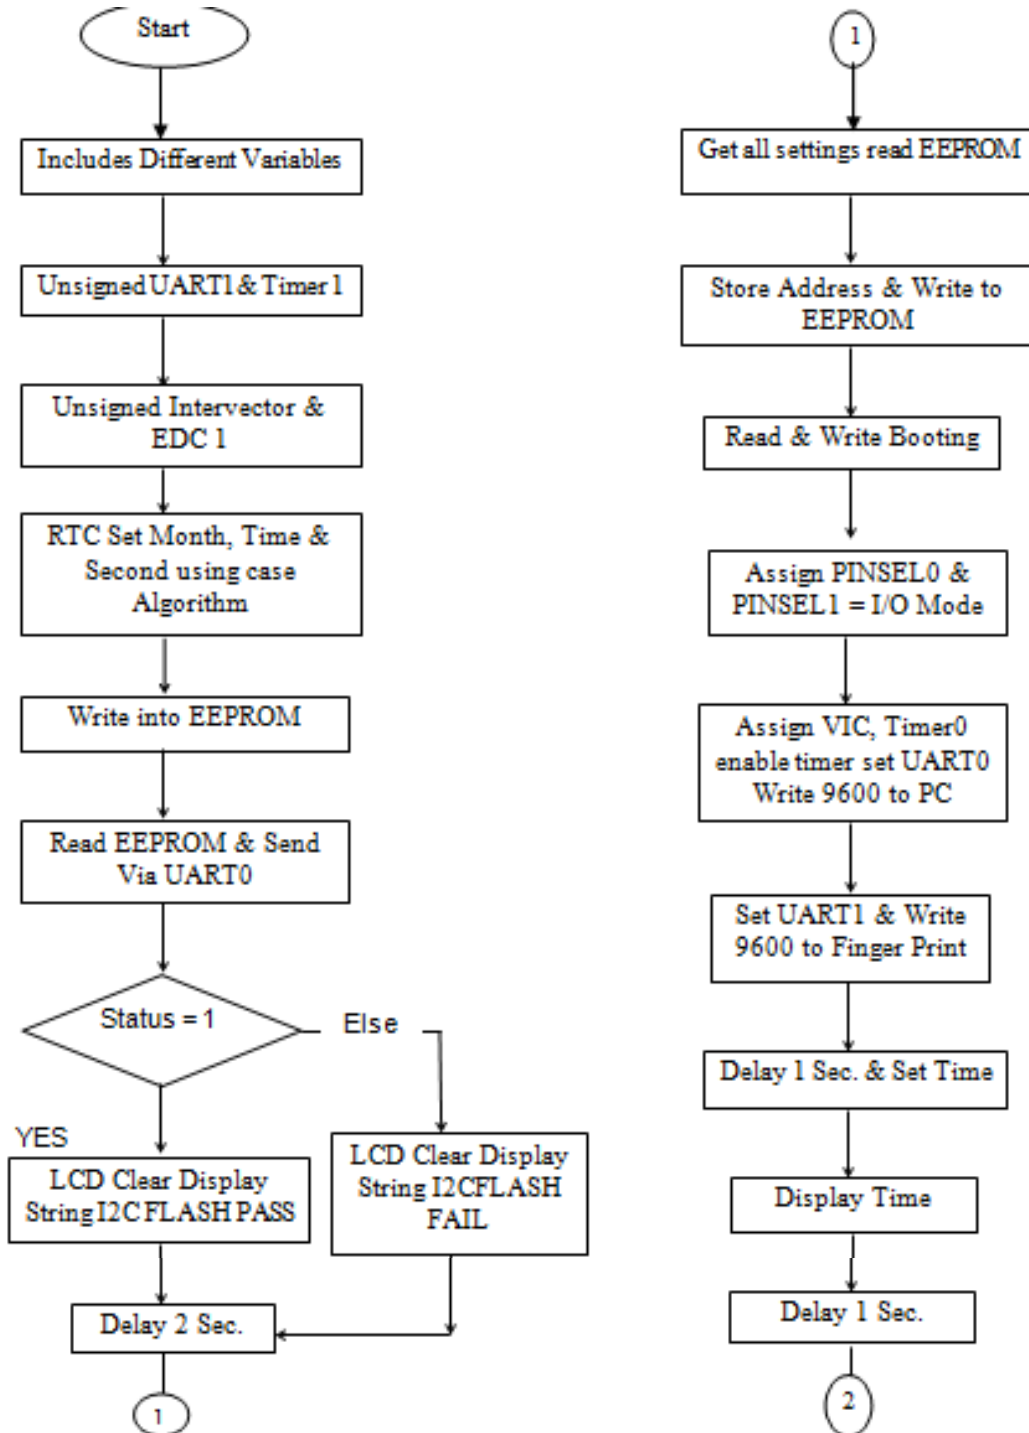 Start
Includes Different Variables
Unsigned UART1 & Timer 1
Unsigned Intervector &
EDC 1
RTC Set Month, Time &
Second using case
Algorithm
Write into EEPROM
Read EEPROM & Send
Via UART0
Status = 1
Else
YES
LCD Clear Display
String I2C FLASH PASS
LCD Clear Display
String I2CFLASH
FAIL
Delay 2 Sec.
1
1
Get all settings read EEPROM
Store Address & Write to
EEPROM
Read & Write Booting
Assign PINSEL0 &
PINSEL1 = I/O Mode
Assign VIC, Timer0
enable timer set UART0
Write 9600 to PC
Set UART1 & Write
9600 to Finger Print
Delay 1 Sec. & Set Time
Display Time
Delay 1 Sec.
2